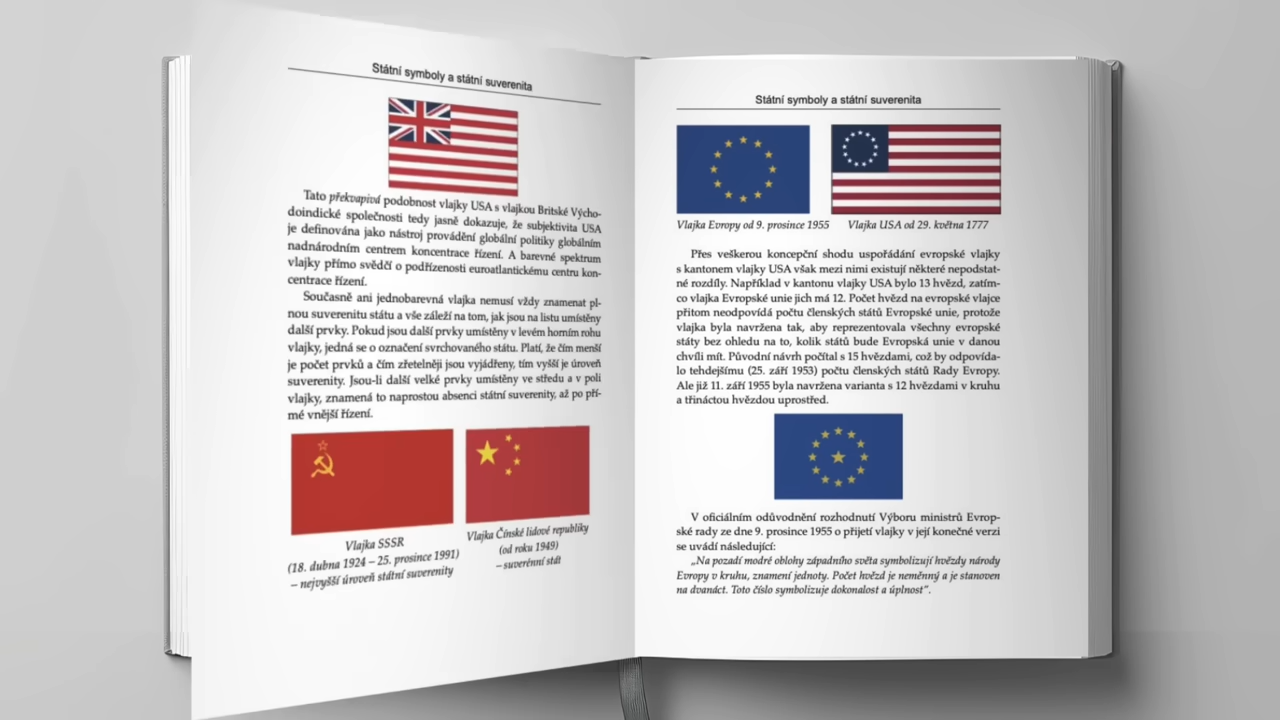 Státní symboly a státní suverenita
Tato překvapivá podobnost vlajky USA s vlajkou Britské Výcho-
doindické společnosti tedy jasně dokazuje, že subjektivita USA
je definována jako nástroj provádění globální politiky globálním
nadnárodním centrem koncentrace řízení. A barevné spektrum
vlajky přímo svědčí o podřízenosti euroatlantickému centru kon-
centrace řízení.
Současně ani jednobarevná vlajka nemusí vždy znamenat pl-
nou suverenitu státu a vše záleží na tom, jak jsou na listu umístěny
další prvky. Pokud jsou další prvky umístěny v levém horním rohu
vlajky, jedná se o označení svrchovaného státu. Platí, že čím menší
je počet prvků a čím zřetelněji jsou vyjádřeny, tím vyšší je úroveň
suverenity. Jsou-li další velké prvky umístěny ve středu a v poli
vlajky, znamená to naprostou absenci státní suverenity, až po pří-
mé vnější řízení.
Vlajka SSSR
(18. dubna 1924 – 25. prosince 1991)
– nejvyšší úroveň státní suverenity
Vlajka Čínské lidové republiky
(od roku 1949)
– suverénní stát
Státní symboly a státní suverenita
Vlajka Evropy od 9. prosince 1955
Vlajka USA od 29. května 1777
Přes veškerou koncepční shodu uspořádání evropské vlajky
s kantonem vlajky USA však mezi nimi existují některé nepodstat-
né rozdíly. Například v kantonu vlajky USA bylo 13 hvězd, zatím-
co vlajka Evropské unie jich má 12. Počet hvězd na evropské vlajce
přitom neodpovídá počtu členských států Evropské unie, protože
vlajka byla navržena tak, aby reprezentovala všechny evropské
státy bez ohledu na to, kolik států bude Evropská unie v danou
chvíli mít. Původní návrh počítal s 15 hvězdami, což by odpovída-
lo tehdejšímu (25. září 1953) počtu členských států Rady Evropy.
Ale již 11. září 1955 byla navržena varianta s 12 hvězdami v kruhu
a třináctou hvězdou uprostřed.
V oficiálním odůvodnění rozhodnutí Výboru ministrů Evrop-
ské rady ze dne 9. prosince 1955 o přijetí vlajky v její konečné verzi
se uvádí následující:
„Na pozadí modré oblohy západního světa symbolizují hvězdy národy
Evropy v kruhu, znamení jednoty. Počet hvězd je neměnný a je stanoven
na dvanáct. Toto číslo symbolizuje dokonalost a úplnost“.